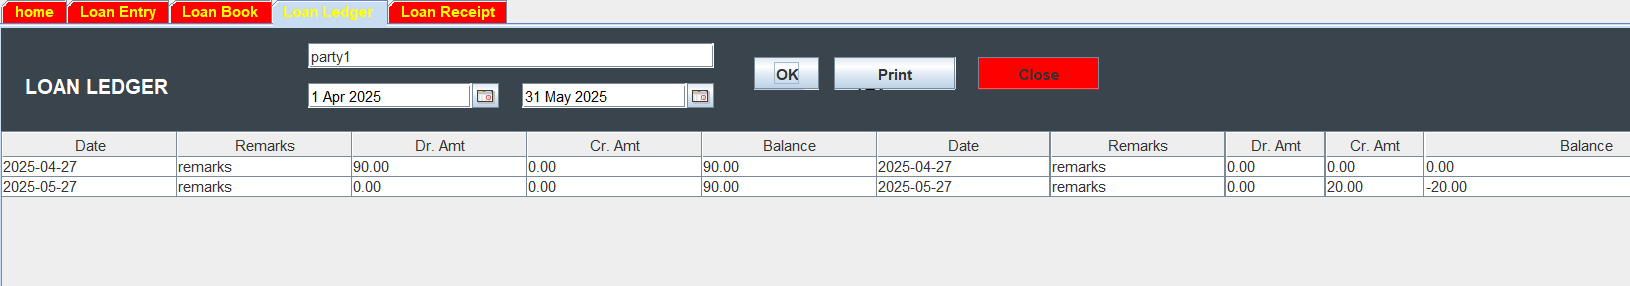 home Loan Entry Loan Book Loan Ledger Loan Receipt
party1
LOAN LEDGER OK Print Close
1 Apr 2025 31 May 2025
Date Remarks Dr. Amt Cr. Amt Balance Date Remarks Dr. Amt Cr. Amt Balance
2025-04-27 remarks 90.00 0.00 90.00 2025-04-27 remarks 0.00 0.00 0.00
2025-05-27 remarks 0.00 0.00 90.00 2025-05-27 remarks 0.00 20.00 -20.00